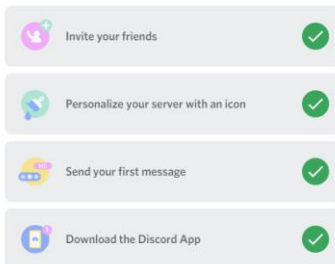 Invite your friends
Personalize your server with an icon
Send your first message
Download the Discord App